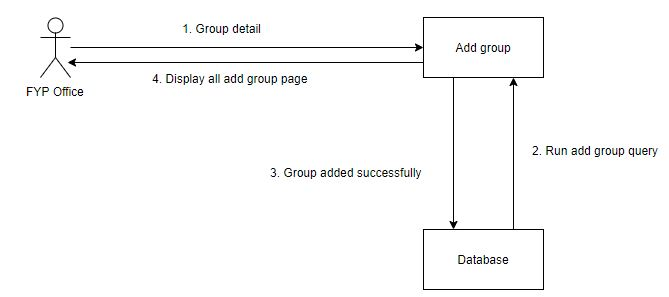 1. Group detail
Add group
4. Display all add group page
FYP Office
2. Run add group query
3. Group added successfully
Database